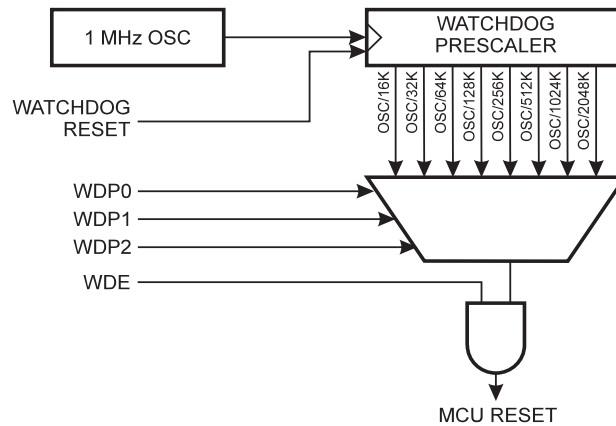 1 MHz OSC
WATCHDOG
PRESCALER
WATCHDOG
RESET
OSC/16K
OSC/32K
OSC/64K
OSC/128K
OSC/256K
OSC/512K
OSC/1024K
OSC/2048K
WDP0
WDP1
WDP2
WDE
MCU RESET